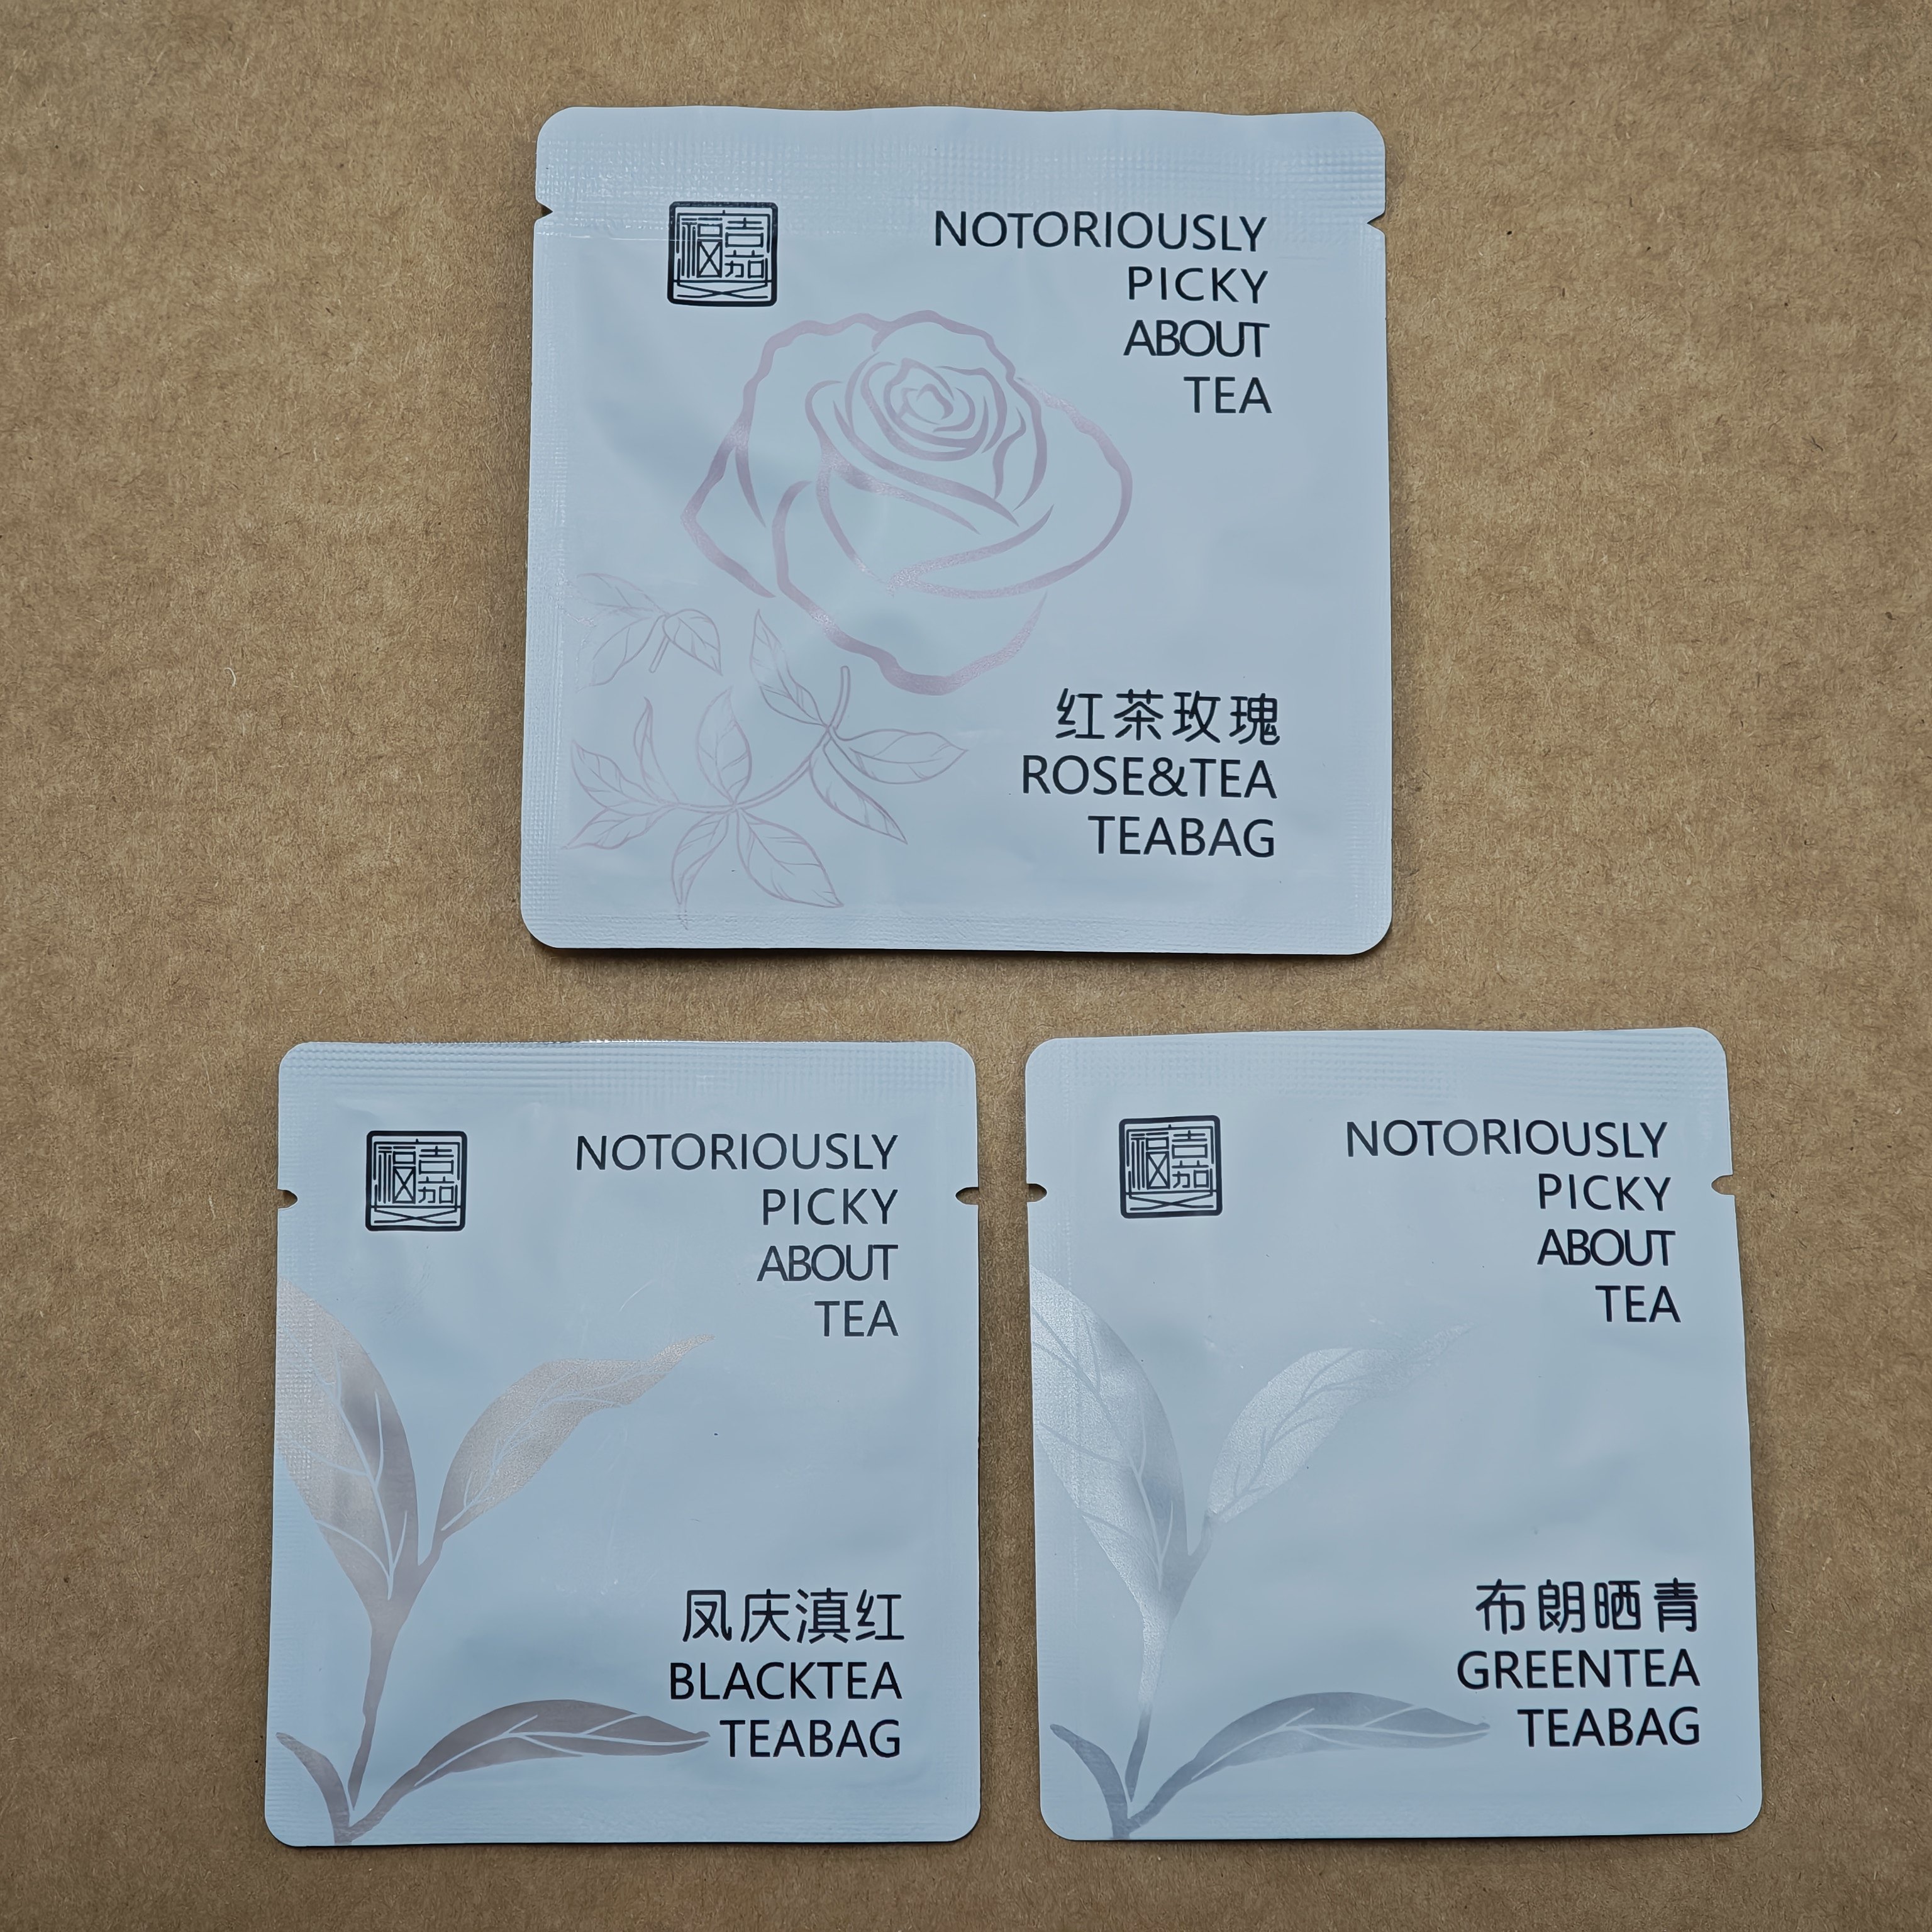 NOTORIOUSLY
PICKY
ABOUT
TEA
红茶玫瑰
ROSE&TEA
TEABAG
NOTORIOUSLY
PICKY
ABOUT
TEA
凤庆滇红
BLACKTEA
TEABAG
NOTORIOUSLY
PICKY
ABOUT
TEA
布朗晒青
GREENTEA
TEABAG